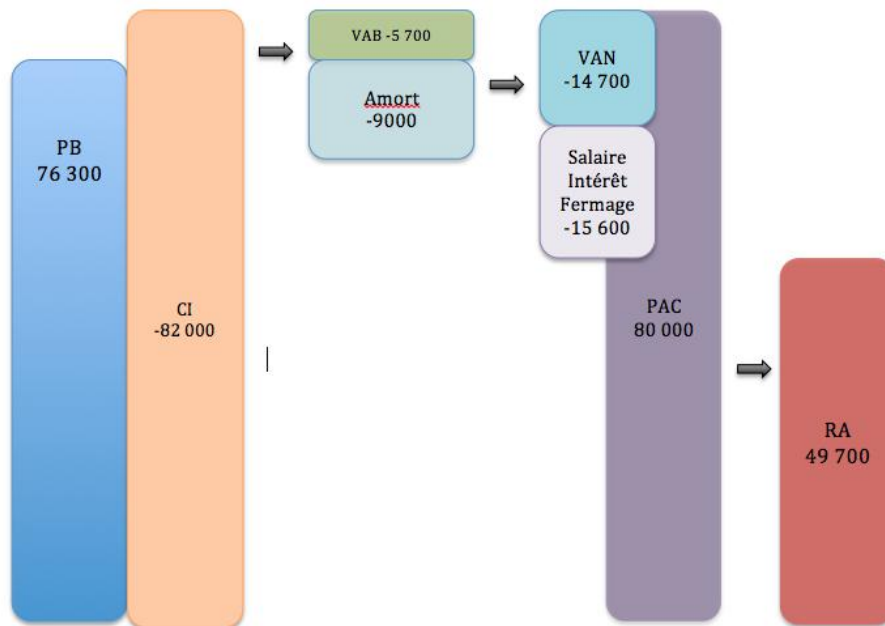 PB
76 300
CI
-82 000
VAB -5 700
Amort
-9000
VAN
-14 700
Salaire
Intérêt
Fermage
-15 600
PAC
80 000
RA
49 700